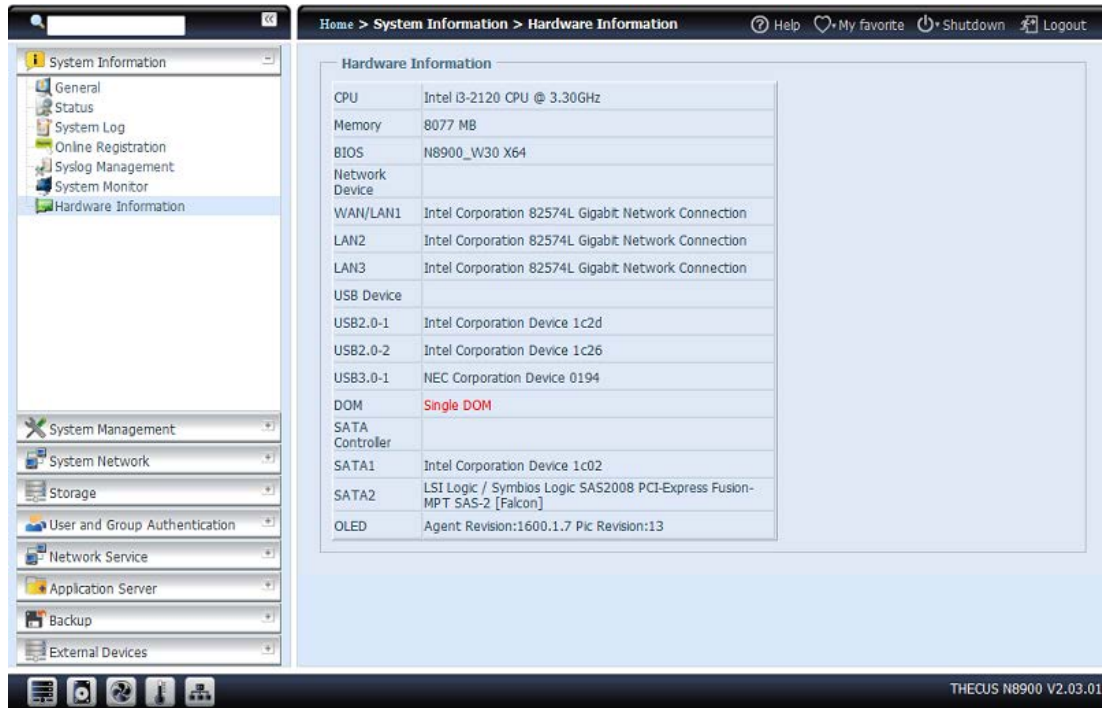 Home > System Information > Hardware Information
Help
My favorite
Shutdown
Logout
System Information
General
Status
System Log
Online Registration
Syslog Management
System Monitor
Hardware Information
System Management
System Network
Storage
User and Group Authentication
Network Service
Application Server
Backup
External Devices
Hardware Information
CPU Intel i3-2120 CPU @ 3.30GHz
Memory 8077 MB
BIOS N8900_W30 X64
Network
Device
WAN/LAN1 Intel Corporation 82574L Gigabit Network Connection
LAN2 Intel Corporation 82574L Gigabit Network Connection
LAN3 Intel Corporation 82574L Gigabit Network Connection
USB Device
USB2.0-1 Intel Corporation Device 1c2d
USB2.0-2 Intel Corporation Device 1c26
USB3.0-1 NEC Corporation Device 0194
DOM Single DOM
SATA
Controller
SATA1 Intel Corporation Device 1c02
SATA2 LSI Logic / Symbios Logic SAS2008 PCI-Express Fusion-
MPT SAS-2 [Falcon]
OLED Agent Revision:1600.1.7 Pic Revision:13
THECUS N8900 V2.03.01